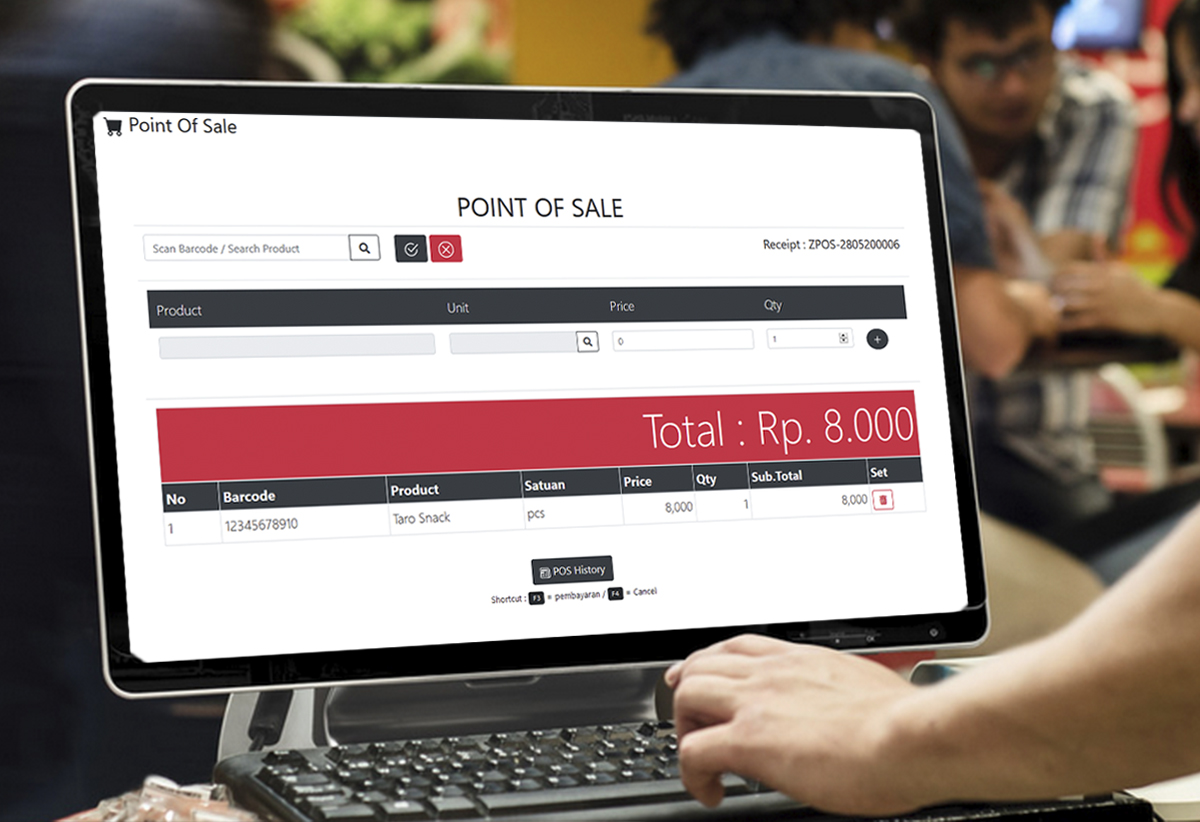 Point Of Sale
POINT OF SALE
Scan Barcode / Search Product
Receipt : ZPOS-2805200006
Product Unit Price Qty
0 1
Total : Rp. 8.000
No Barcode Product Satuan Price Qty Sub.Total Set
1 12345678910 Taro Snack pcs 8,000 1 8,000
POS History
Shortcut : F3 = pembayaran / F4 = Cancel